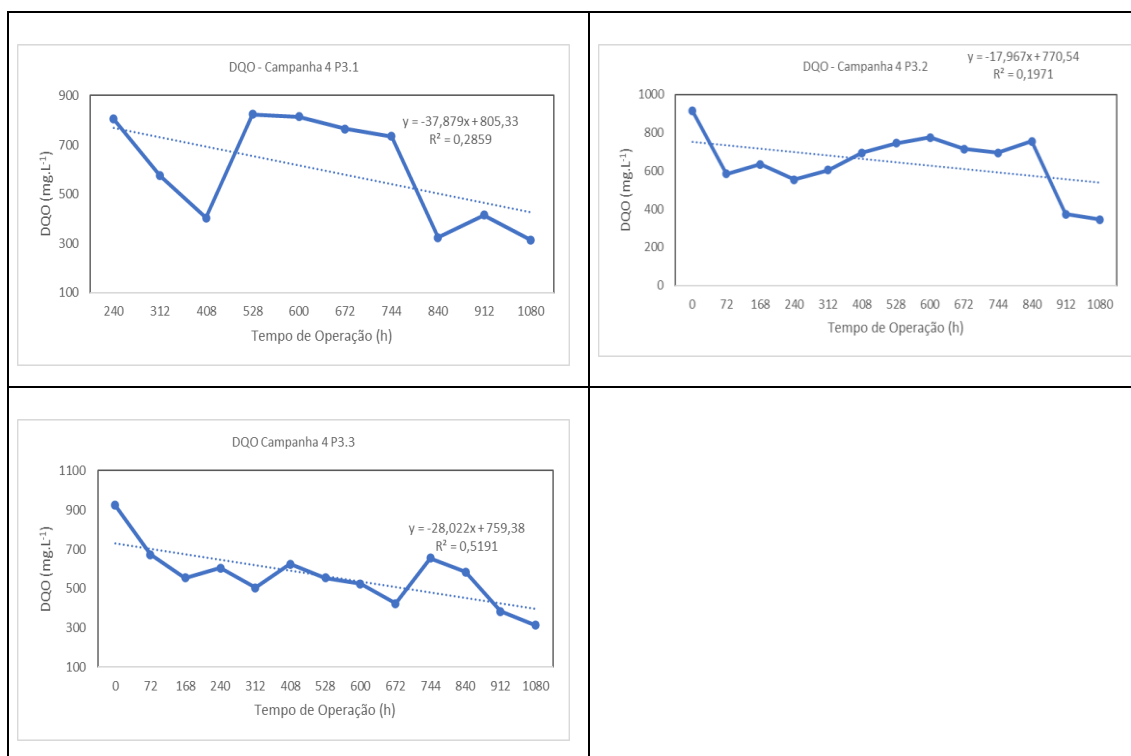 DQO - Campanha 4 P3.1
y = -37,879x + 805,33
R² = 0,2859
DQO (mg.L⁻¹)
900
700
500
300
100
240 312 408 528 600 672 744 840 912 1080
Tempo de Operação (h)
DQO - Campanha 4 P3.2
y = -17,967x + 770,54
R² = 0,1971
DQO (mg.L⁻¹)
1000
800
600
400
200
0
0 72 168 240 312 408 528 600 672 744 840 912 1080
Tempo de Operação (h)
DQO Campanha 4 P3.3
y = -28,022x + 759,38
R² = 0,5191
DQO (mg.L⁻¹)
1100
900
700
500
300
100
0 72 168 240 312 408 528 600 672 744 840 912 1080
Tempo de Operação (h)